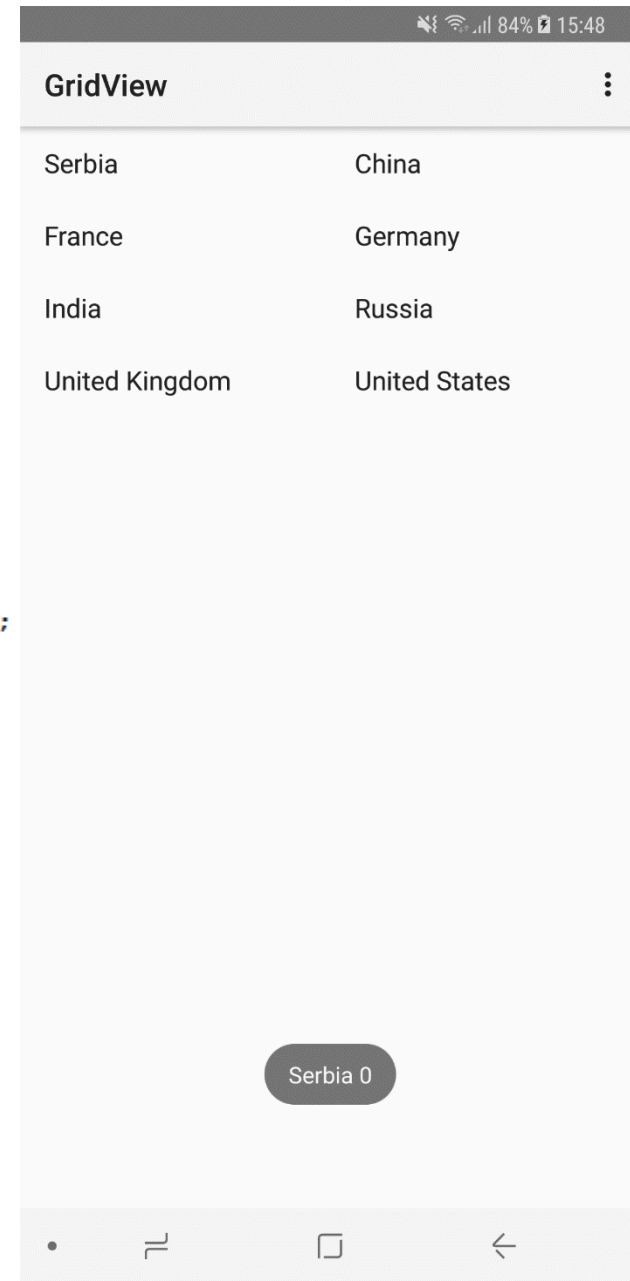 84% 15:48
GridView
Serbia China
France Germany
India Russia
United Kingdom United States
;
Serbia 0